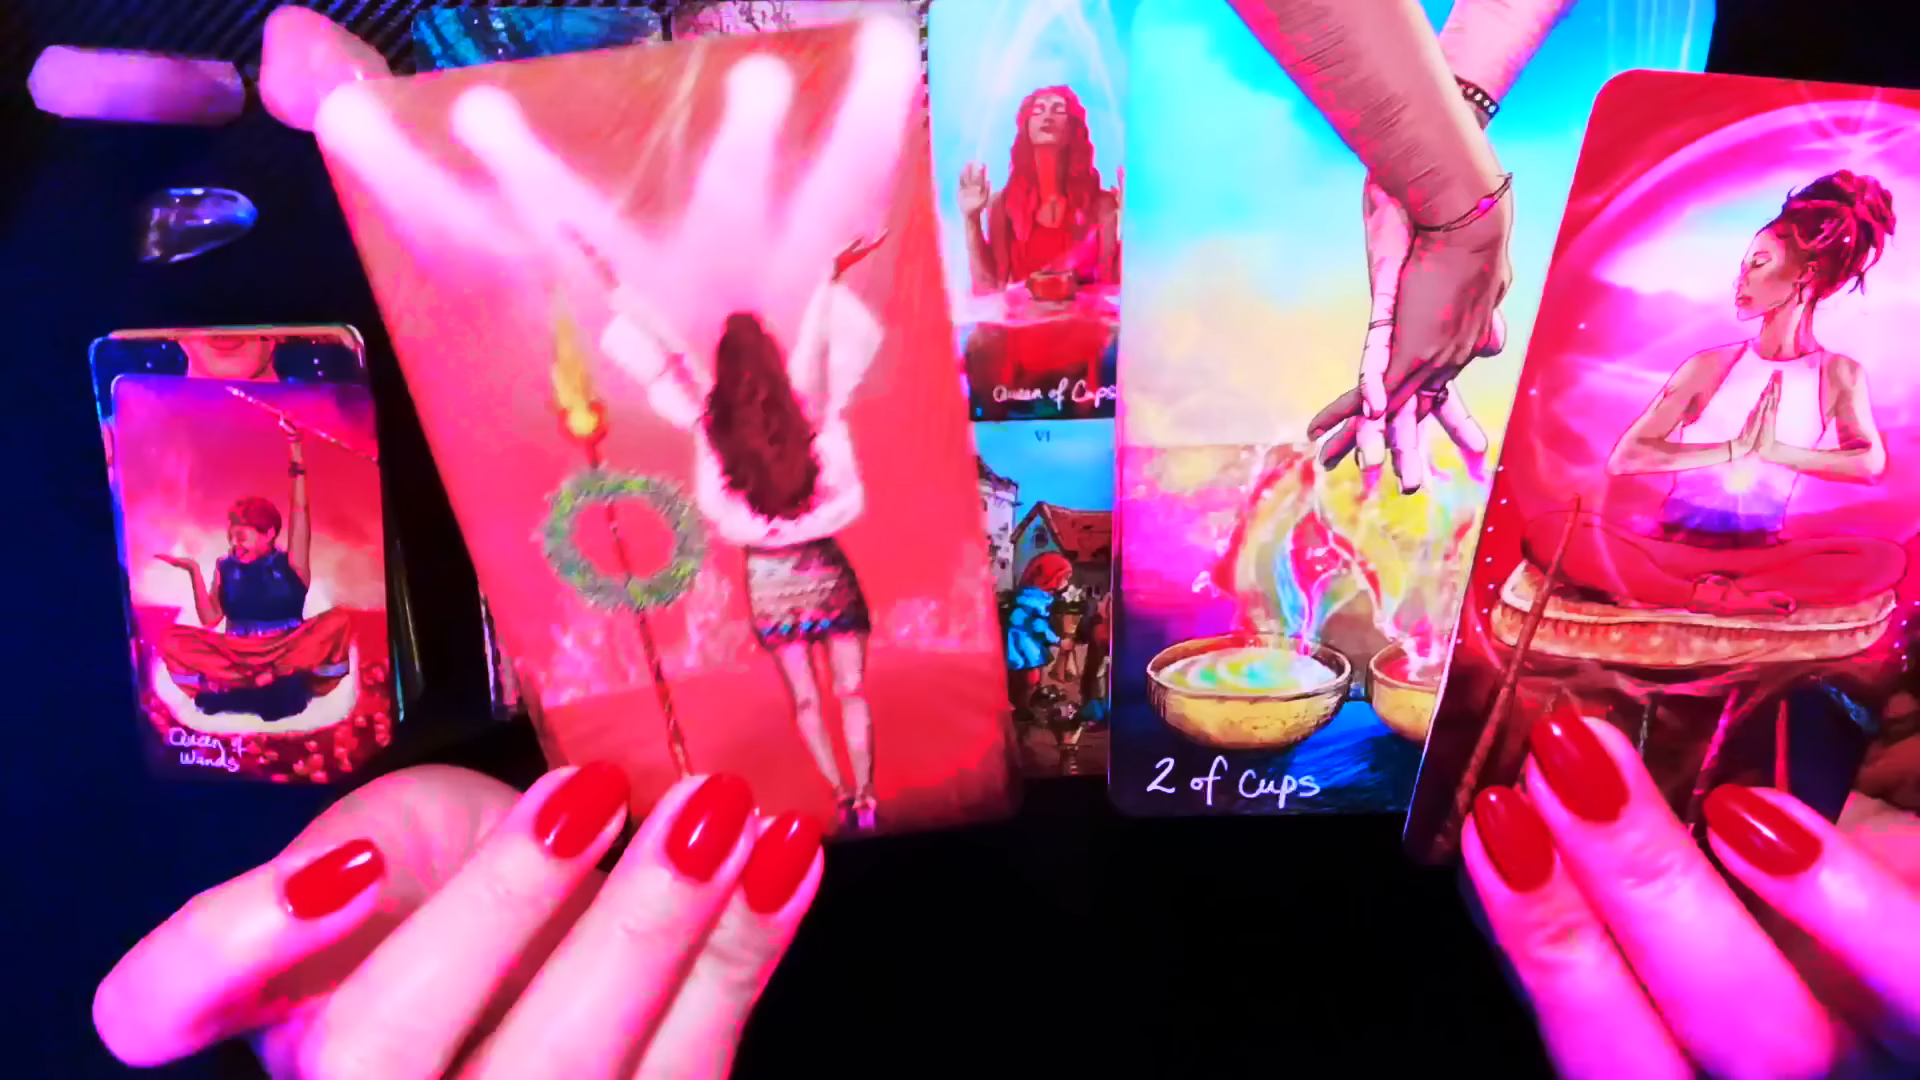 Queen of Cups
VI
2 of Cups
Queen of
Wands